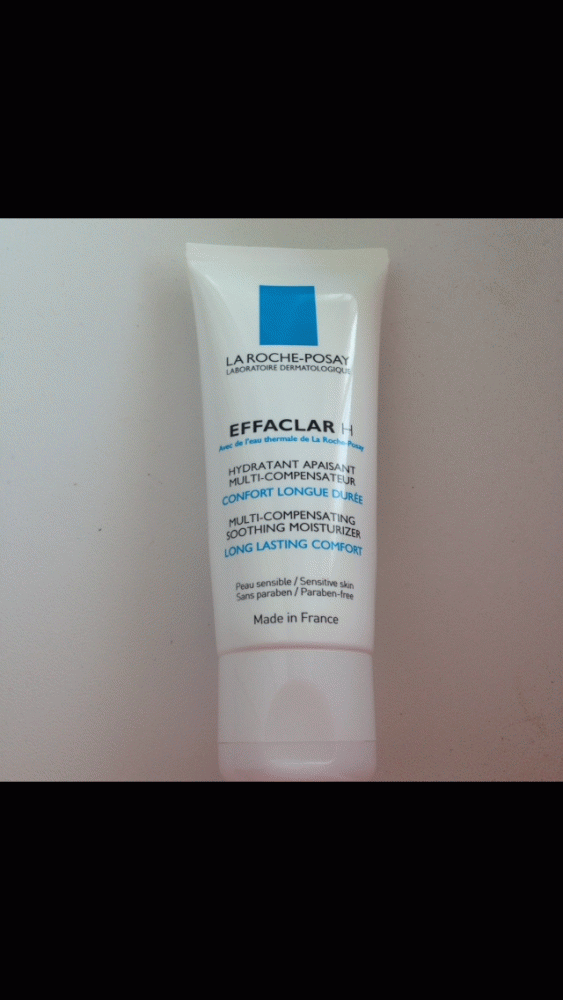 LA ROCHE-POSAY
LABORATOIRE DERMATOLOGIQUE
EFFACLAR H
Avec de l'eau thermale de La Roche-Posay
HYDRATANT APAISANT
MULTI-COMPENSATEUR
CONFORT LONGUE DURÉE
MULTI-COMPENSATING
SOOTHING MOISTURIZER
LONG LASTING COMFORT
Peau sensible / Sensitive skin
Sans paraben / Paraben-free
Made in France